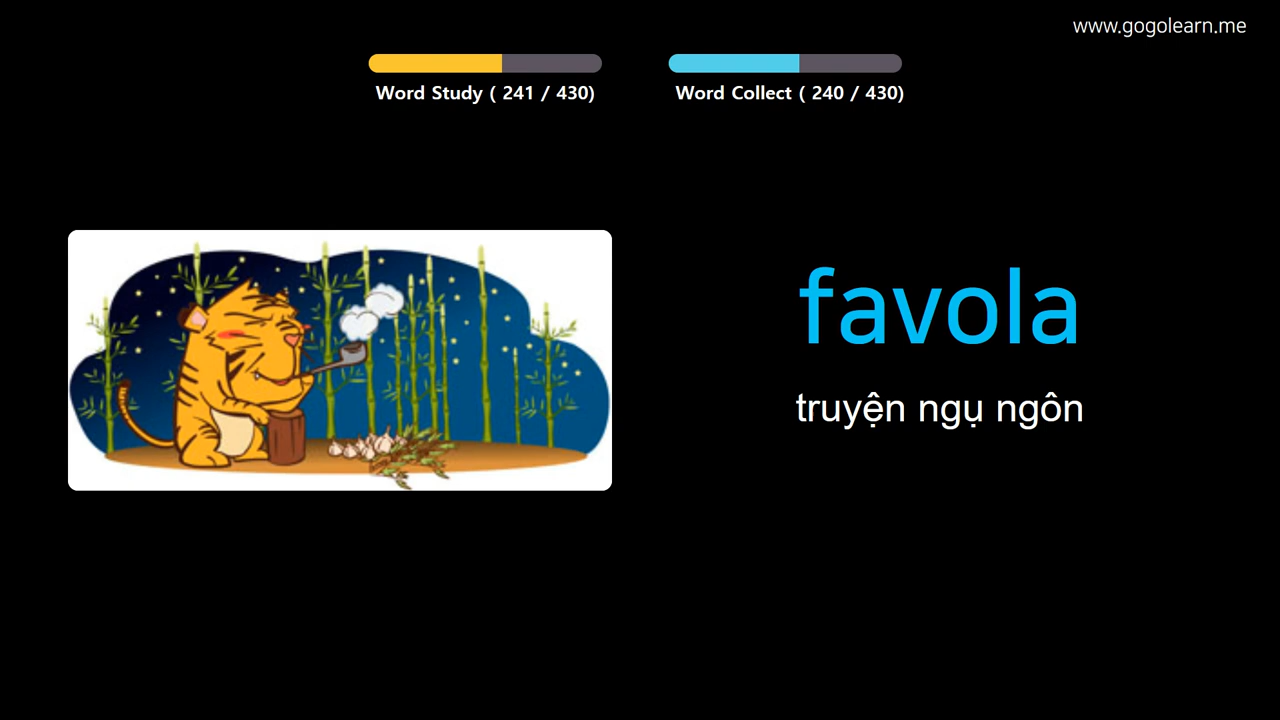 www.gogolearn.me
Word Study ( 241 / 430)
Word Collect ( 240 / 430)
favola
truyện ngụ ngôn